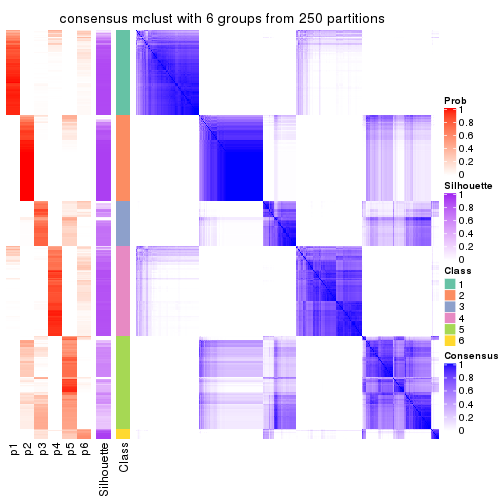 consensus mclust with 6 groups from 250 partitions
Prob
1
0.8
0.6
0.4
0.2
0
Silhouette
1
0.8
0.6
0.4
0.2
0
Class
1
2
3
4
5
6
Consensus
1
0.8
0.6
0.4
0.2
0
p1
p2
p3
p4
p5
p6
Silhouette
Class